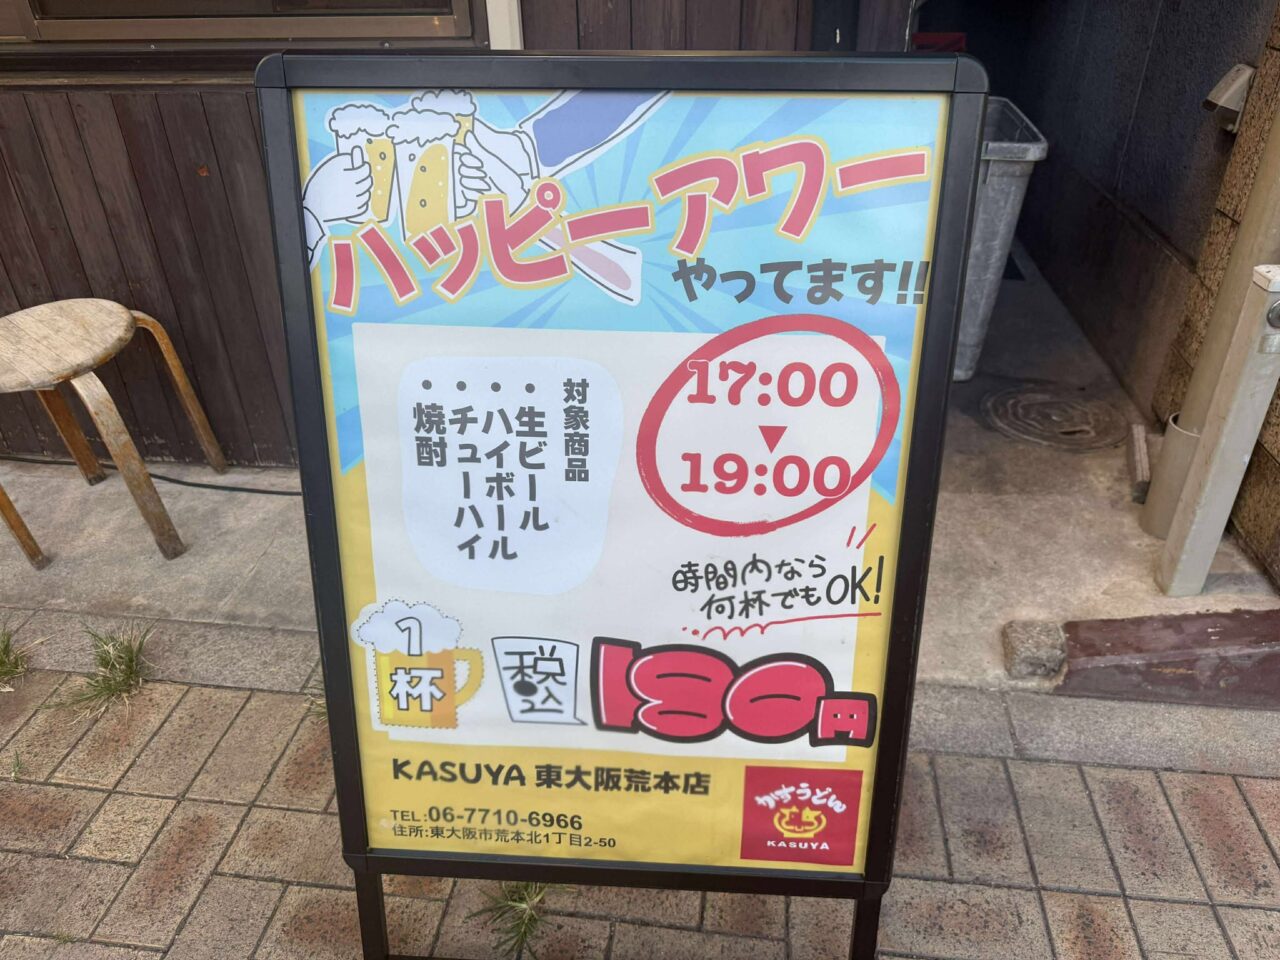 ハッピーアワー
やってます!!
17:00
▼
19:00
対象商品
・生ビール
・ハイボール
・チューハイ
・焼酎
時間内なら
何杯でもOK!
1杯
税込
180円
KASUYA 東大阪荒本店
TEL:06-7710-6966
住所:東大阪市荒本北1丁目2-50
かすうどん
KASUYA